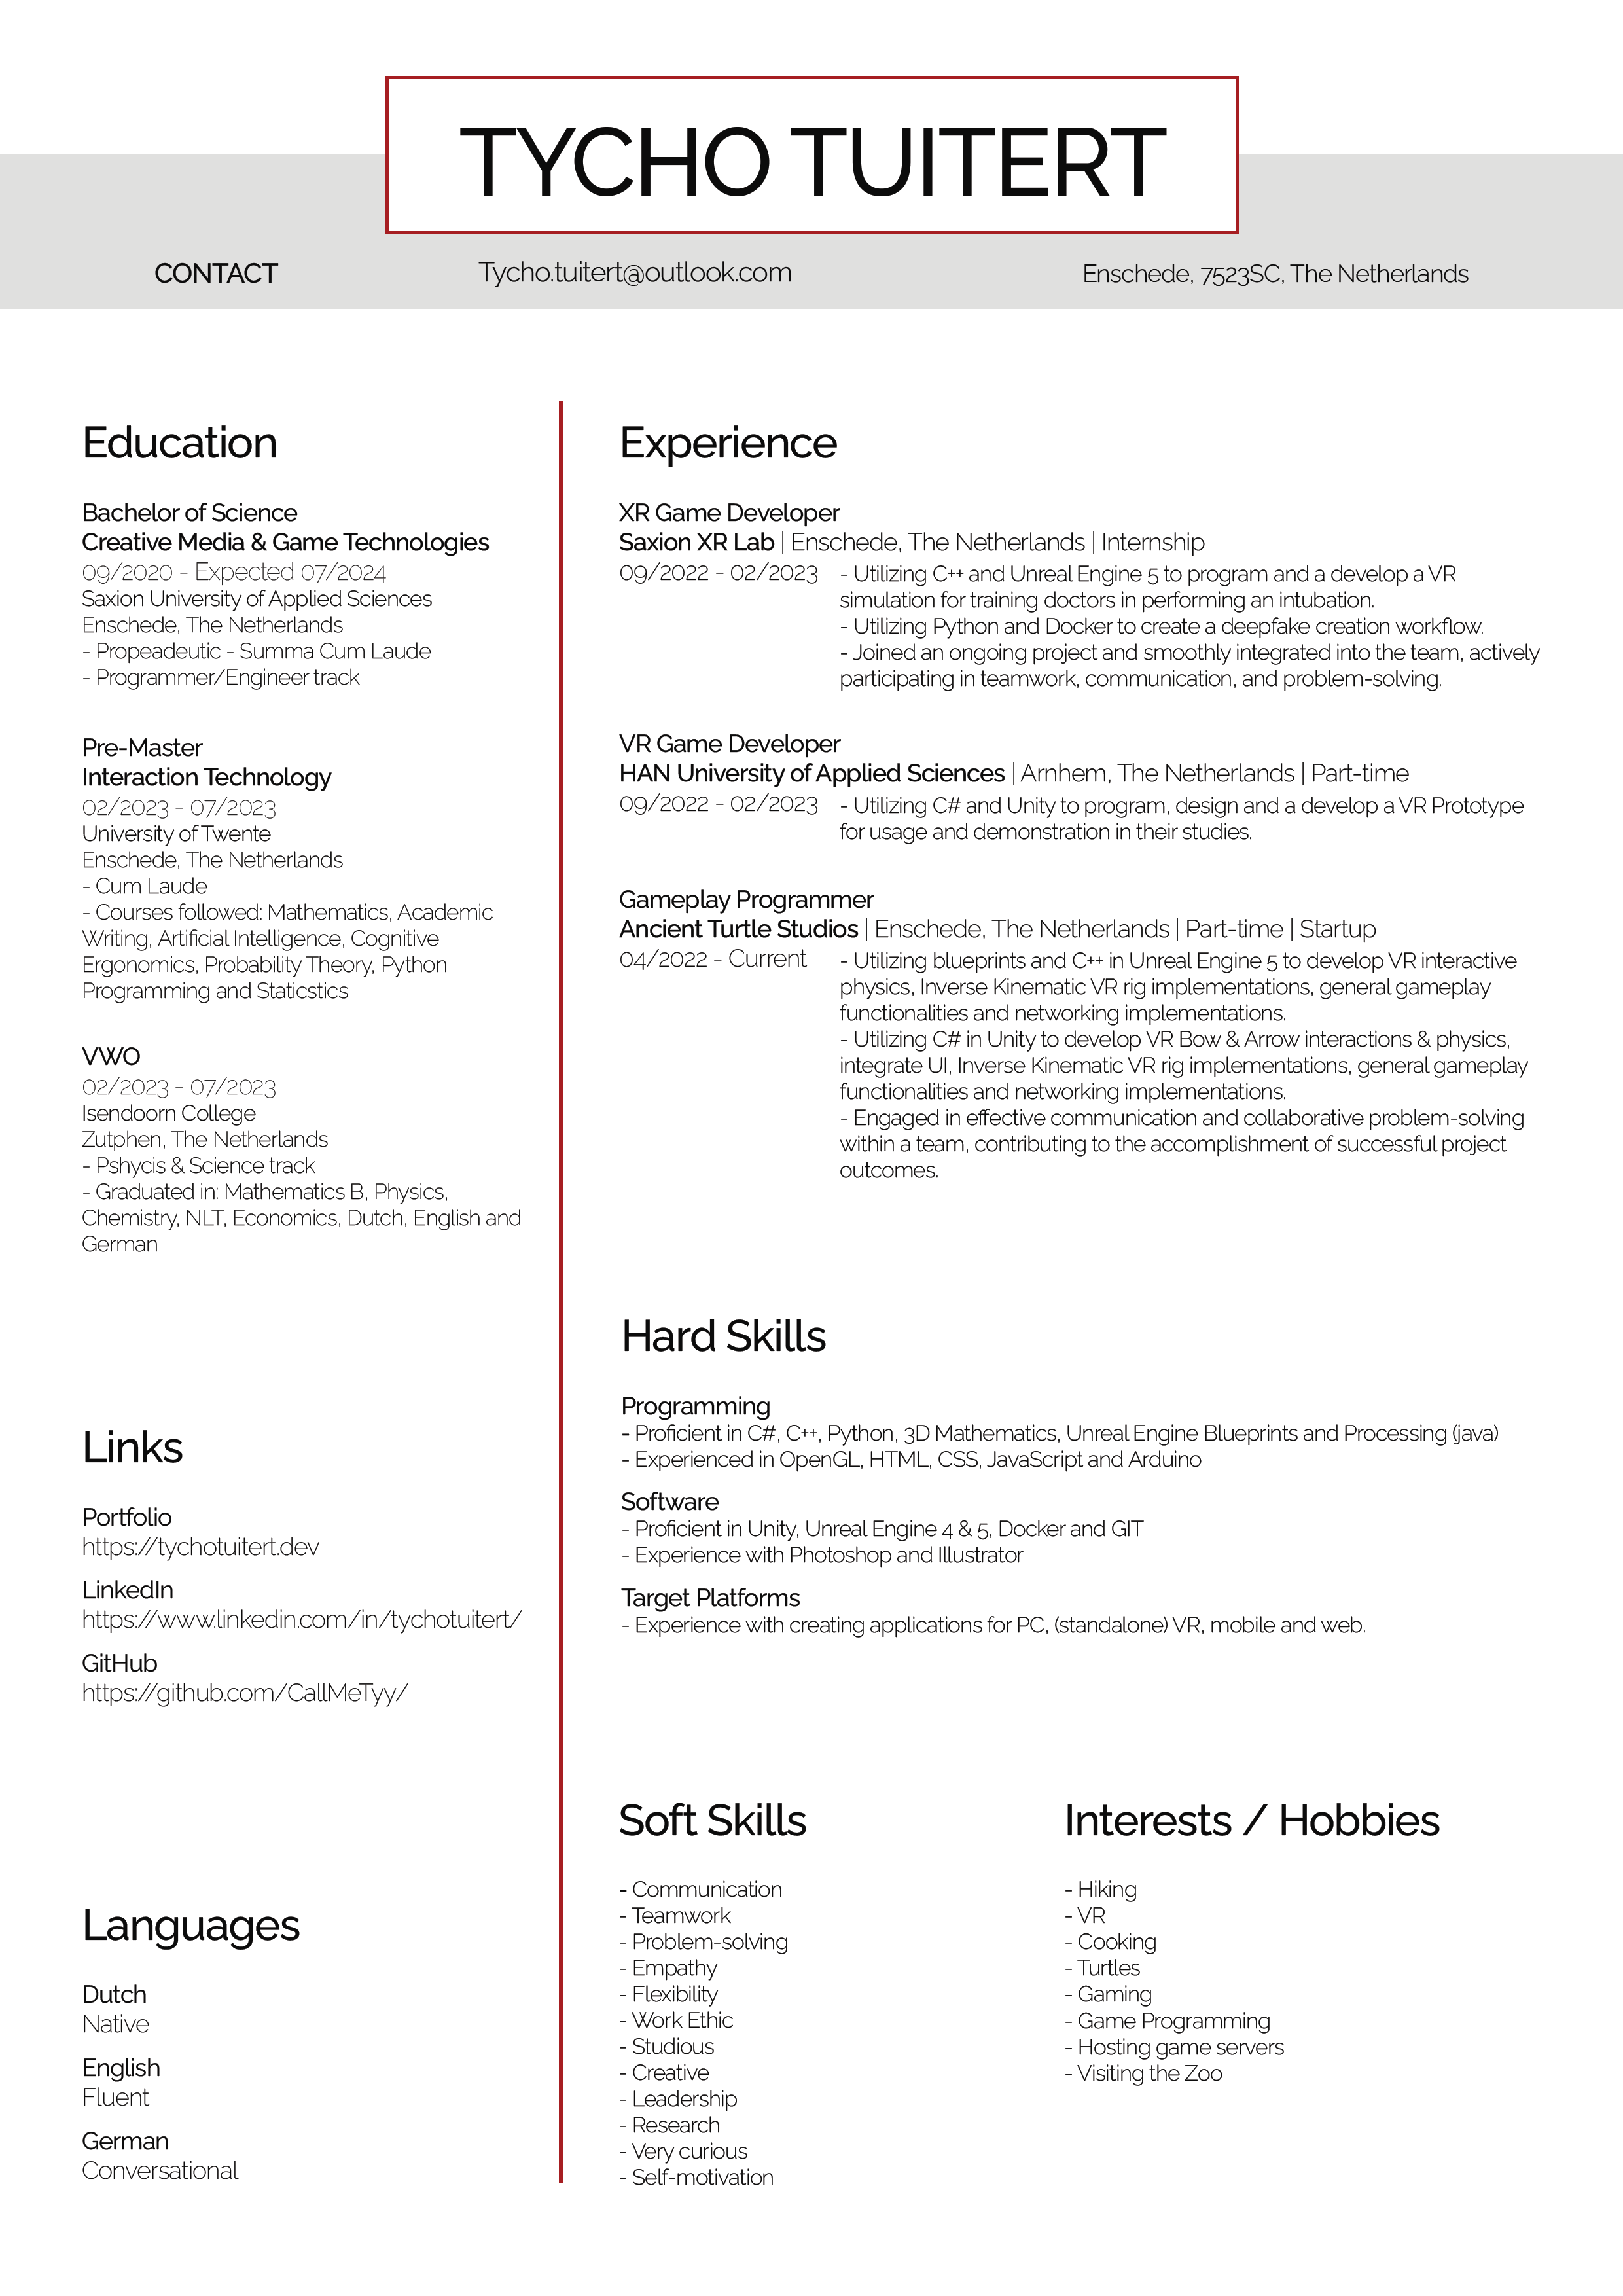 TYCHO TUITERT
CONTACT
Tycho.tuitert@outlook.com
Enschede, 7523SC, The Netherlands
Education
Bachelor of Science
Creative Media & Game Technologies
09/2020 - Expected 07/2024
Saxion University of Applied Sciences
Enschede, The Netherlands
- Propeadeutic - Summa Cum Laude
- Programmer/Engineer track
Pre-Master
Interaction Technology
02/2023 - 07/2023
University of Twente
Enschede, The Netherlands
- Cum Laude
- Courses followed: Mathematics, Academic
Writing, Artificial Intelligence, Cognitive
Ergonomics, Probability Theory, Python
Programming and Staticstics
VWO
02/2023 - 07/2023
Isendoorn College
Zutphen, The Netherlands
- Pshycis & Science track
- Graduated in: Mathematics B, Physics,
Chemistry, NLT, Economics, Dutch, English and
German
Links
Portfolio
https://tychotuitert.dev
LinkedIn
https://www.linkedin.com/in/tychotuitert/
GitHub
https://github.com/CallMeTyy/
Languages
Dutch
Native
English
Fluent
German
Conversational
Experience
XR Game Developer
Saxion XR Lab | Enschede, The Netherlands | Internship
09/2022 - 02/2023
- Utilizing C++ and Unreal Engine 5 to program and a develop a VR
simulation for training doctors in performing an intubation.
- Utilizing Python and Docker to create a deepfake creation workflow.
- Joined an ongoing project and smoothly integrated into the team, actively
participating in teamwork, communication, and problem-solving.
VR Game Developer
HAN University of Applied Sciences | Arnhem, The Netherlands | Part-time
09/2022 - 02/2023
- Utilizing C# and Unity to program, design and a develop a VR Prototype
for usage and demonstration in their studies.
Gameplay Programmer
Ancient Turtle Studios | Enschede, The Netherlands | Part-time | Startup
04/2022 - Current
- Utilizing blueprints and C++ in Unreal Engine 5 to develop VR interactive
physics, Inverse Kinematic VR rig implementations, general gameplay
functionalities and networking implementations.
- Utilizing C# in Unity to develop VR Bow & Arrow interactions & physics,
integrate UI, Inverse Kinematic VR rig implementations, general gameplay
functionalities and networking implementations.
- Engaged in effective communication and collaborative problem-solving
within a team, contributing to the accomplishment of successful project
outcomes.
Hard Skills
Programming
- Proficient in C#, C++, Python, 3D Mathematics, Unreal Engine Blueprints and Processing (java)
- Experienced in OpenGL, HTML, CSS, JavaScript and Arduino
Software
- Proficient in Unity, Unreal Engine 4 & 5, Docker and GIT
- Experience with Photoshop and Illustrator
Target Platforms
- Experience with creating applications for PC, (standalone) VR, mobile and web.
Soft Skills
- Communication
- Teamwork
- Problem-solving
- Empathy
- Flexibility
- Work Ethic
- Studious
- Creative
- Leadership
- Research
- Very curious
- Self-motivation
Interests / Hobbies
- Hiking
- VR
- Cooking
- Turtles
- Gaming
- Game Programming
- Hosting game servers
- Visiting the Zoo